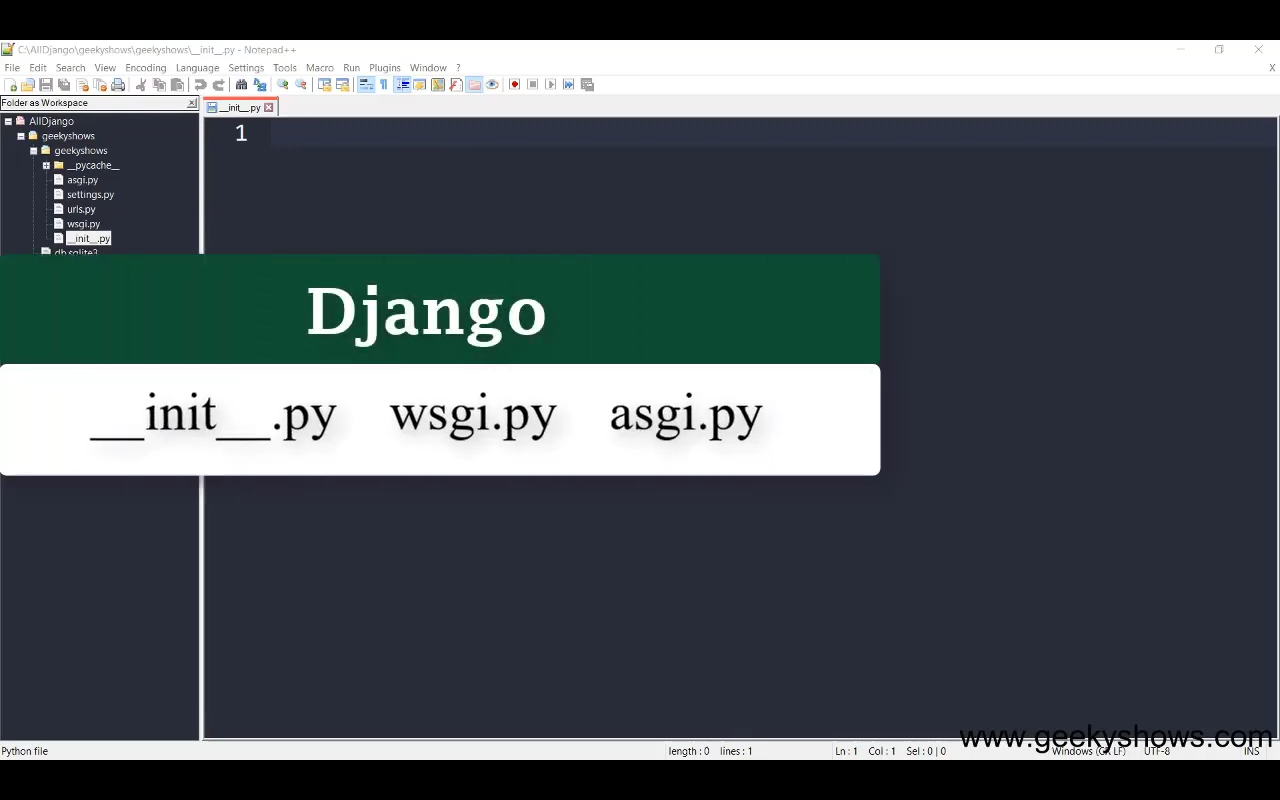 C:\AllDjango\geekyshows\geekyshows\__init__.py - Notepad++
File Edit Search View Encoding Language Settings Tools Macro Run Plugins Window ? X
Folder as Workspace
__init__.py
AllDjango
1
geekyshows
geekyshows
__pycache__
asgi.py
settings.py
urls.py
wsgi.py
__init__.py
db.sqlite3
Django
__init__.py wsgi.py asgi.py
www.geekyshows.com
Python file length : 0 lines : 1 Ln : 1 Col : 1 Sel : 0 | 0 Windows (CR LF) UTF-8 INS